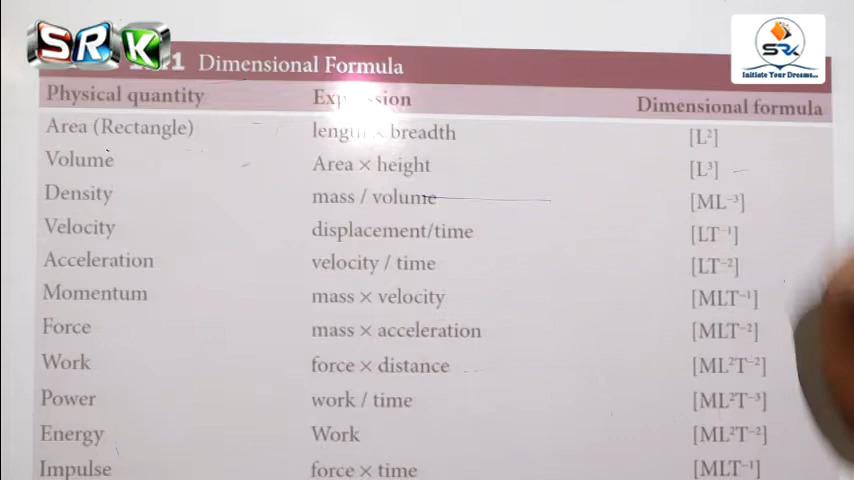 SRK
SRK
Initiate Your Dreams...
Dimensional Formula
Physical quantity Expression Dimensional formula
Area (Rectangle) length × breadth [L²]
Volume Area × height [L³]
Density mass / volume [ML⁻³]
Velocity displacement/time [LT⁻¹]
Acceleration velocity / time [LT⁻²]
Momentum mass × velocity [MLT⁻¹]
Force mass × acceleration [MLT⁻²]
Work force × distance [ML²T⁻²]
Power work / time [ML²T⁻³]
Energy Work [ML²T⁻²]
Impulse force × time [MLT⁻¹]